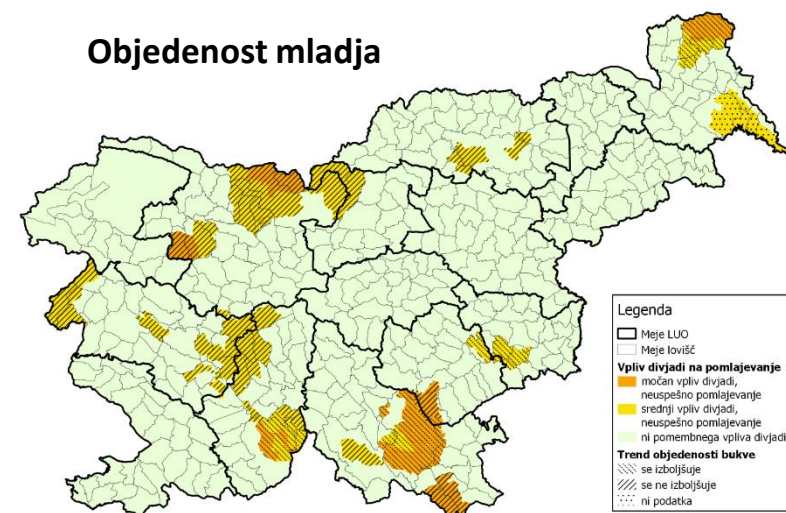 Objedenost mladja
Legenda
Meje LUO
Meje lovišč
Vpliv divjadi na pomlajevanje
močan vpliv divjadi,
neuspešno pomlajevanje
srednji vpliv divjadi,
neuspešno pomlajevanje
ni pomembnega vpliva divjadi
Trend objedenosti bukve
se izboljšuje
se ne izboljšuje
ni podatka